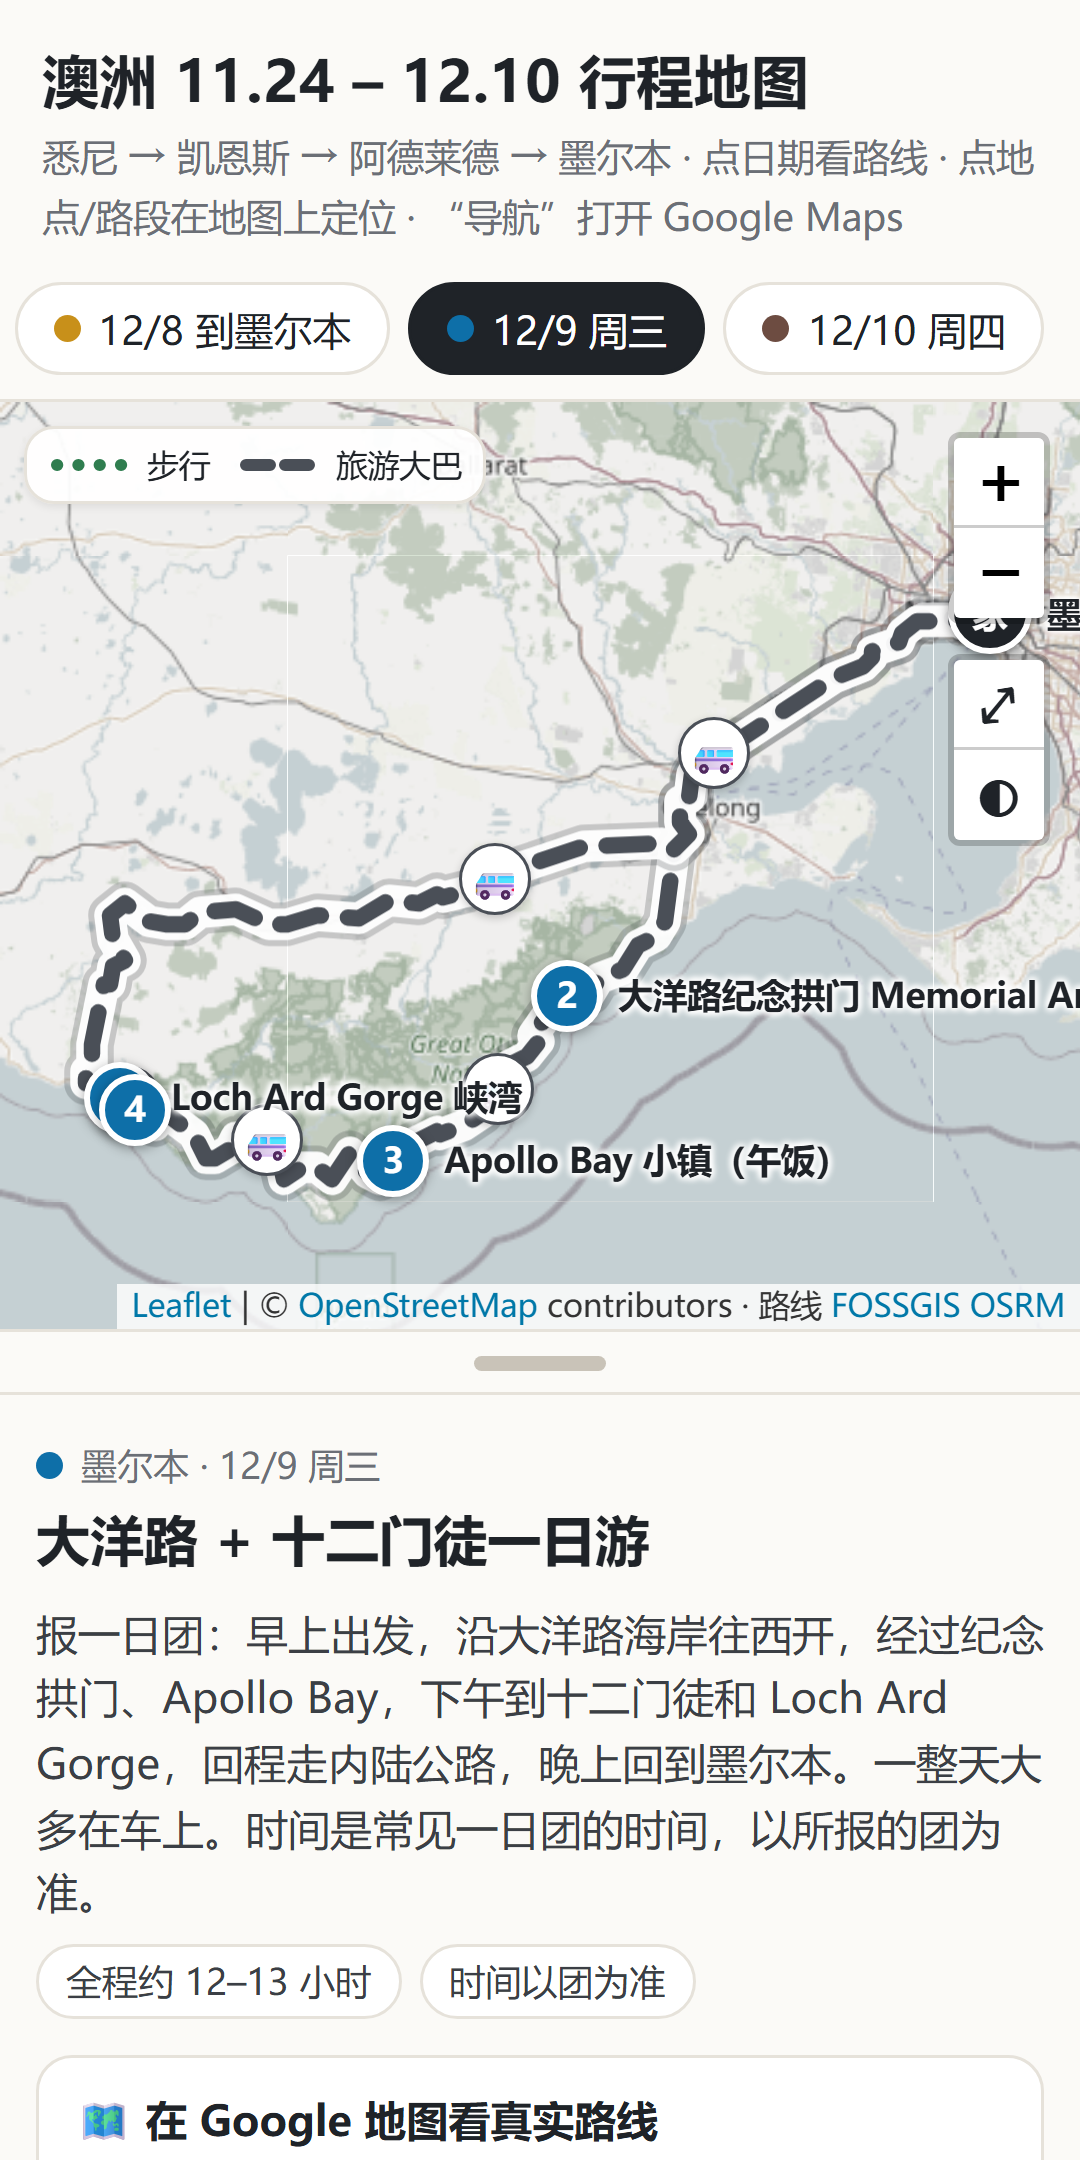 澳洲 11.24 – 12.10 行程地图
悉尼 → 凯恩斯 → 阿德莱德 → 墨尔本 · 点日期看路线 · 点地
点/路段在地图上定位 · “导航”打开 Google Maps
12/8 到墨尔本
12/9 周三
12/10 周四
步行
旅游大巴
arat
+
−
家
墨
elong
2
大洋路纪念拱门 Memorial Ar
Great Ot
Loch Ard Gorge 峡湾
4
3
Apollo Bay 小镇（午饭）
Leaflet | © OpenStreetMap contributors · 路线 FOSSGIS OSRM
墨尔本 · 12/9 周三
大洋路 + 十二门徒一日游
报一日团：早上出发，沿大洋路海岸往西开，经过纪念
拱门、Apollo Bay，下午到十二门徒和 Loch Ard
Gorge，回程走内陆公路，晚上回到墨尔本。一整天大
多在车上。时间是常见一日团的时间，以所报的团为
准。
全程约 12–13 小时
时间以团为准
在 Google 地图看真实路线